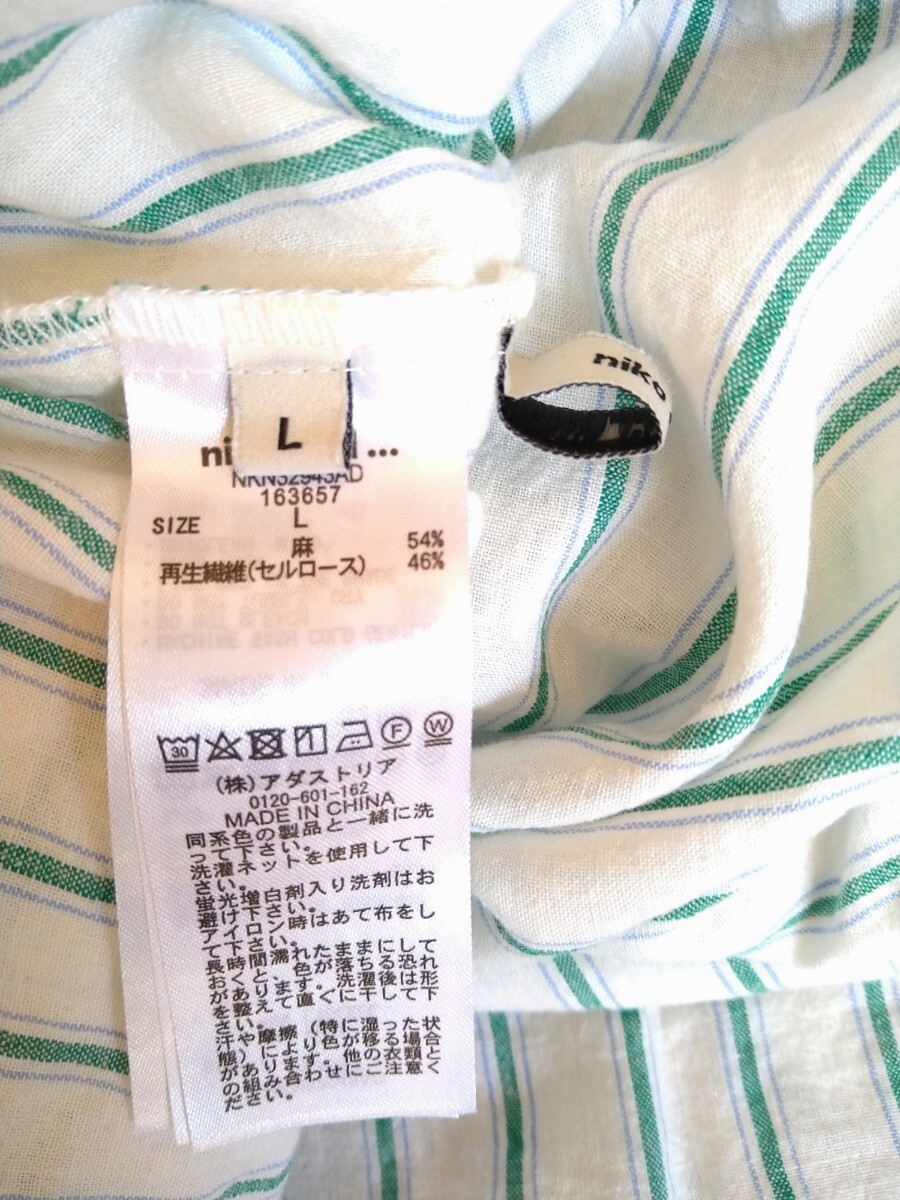 niko
L
ni ...
NKN32943AD
163657
SIZE L
麻 54%
再生繊維(セルロース) 46%
30 F W
(株)アダストリア
0120-601-162
MADE IN CHINA
同系色の製品と一緒に洗
って下さい。
洗濯ネットを使用して下
さい。
蛍光増白剤入り洗剤はお
避け下さい。
アイロン時はあて布をし
て下さい。
長時間濡れたままにして
おくと、色が落ちる恐れ
があります。洗濯後は形
を整えて直ぐに干して下
さい。
汗や摩擦(特に湿った状
態)により色が移る場合
があります。他の衣類と
の組み合わせにご注意く
ださい。